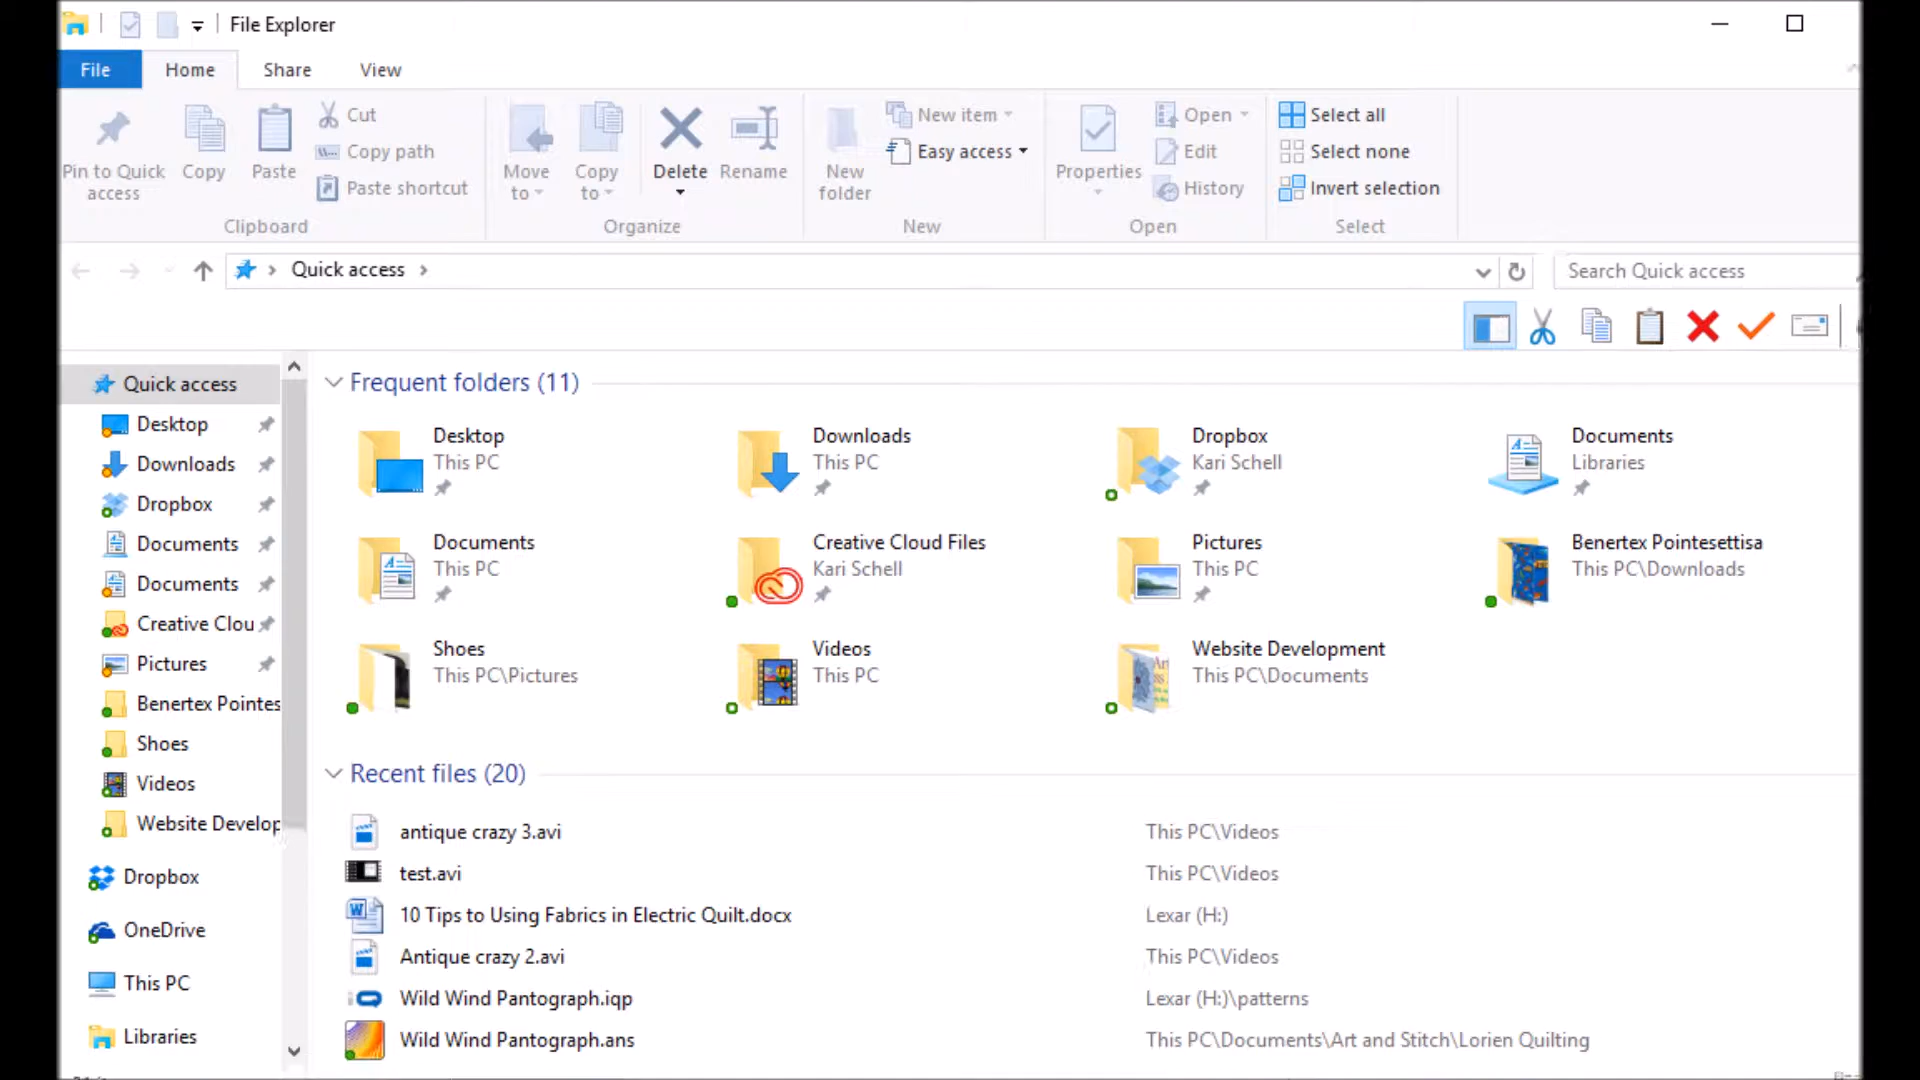 File Explorer
File Home Share View
Pin to Quick access
Copy
Paste
Cut
Copy path
Paste shortcut
Clipboard
Move to
Copy to
Delete
Rename
Organize
New folder
New item
Easy access
New
Properties
Open
Edit
History
Open
Select all
Select none
Invert selection
Select
Quick access
Search Quick access
Quick access
Desktop
Downloads
Dropbox
Documents
Documents
Creative Clou
Pictures
Benertex Pointes
Shoes
Videos
Website Develop
Dropbox
OneDrive
This PC
Libraries
Frequent folders (11)
Desktop
This PC
Downloads
This PC
Dropbox
Kari Schell
Documents
Libraries
Documents
This PC
Creative Cloud Files
Kari Schell
Pictures
This PC
Benertex Pointesettisa
This PC\Downloads
Shoes
This PC\Pictures
Videos
This PC
Website Development
This PC\Documents
Recent files (20)
antique crazy 3.avi This PC\Videos
test.avi This PC\Videos
10 Tips to Using Fabrics in Electric Quilt.docx Lexar (H:)
Antique crazy 2.avi This PC\Videos
Wild Wind Pantograph.iqp Lexar (H:)\patterns
Wild Wind Pantograph.ans This PC\Documents\Art and Stitch\Lorien Quilting